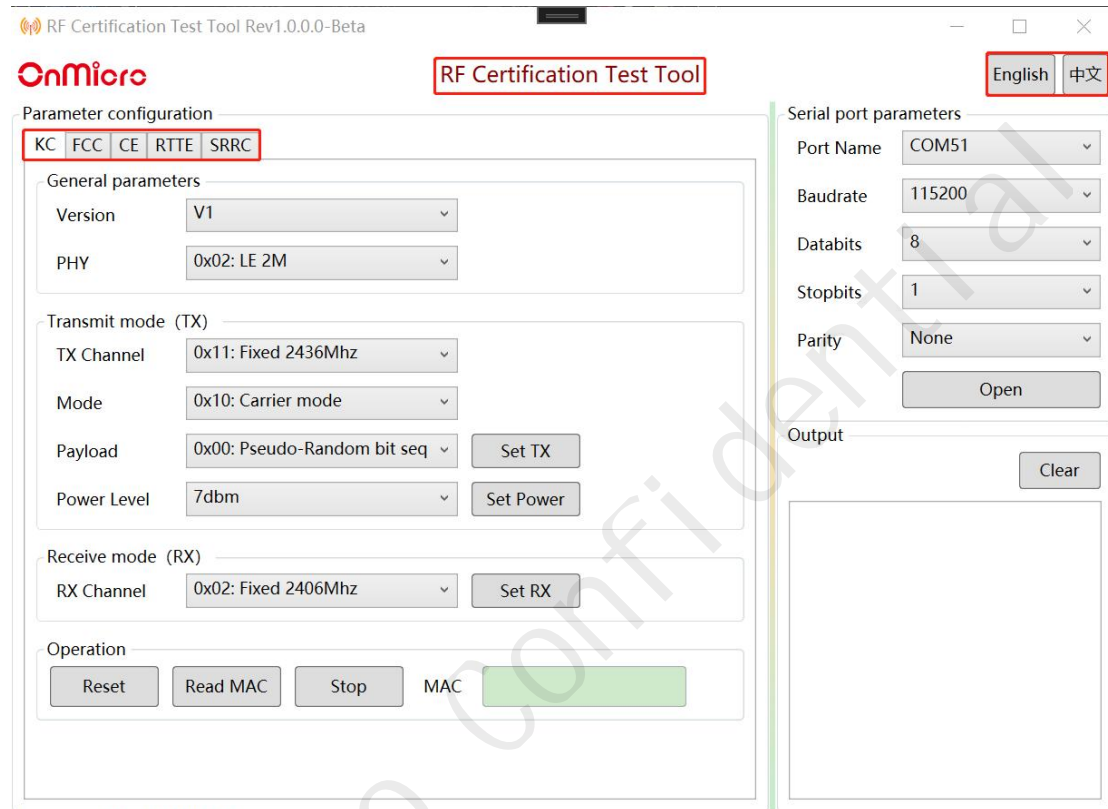 RF Certification Test Tool Rev1.0.0.0-Beta
OnMicro
RF Certification Test Tool
English 中文
Parameter configuration
KC FCC CE RTTE SRRC
General parameters
Version V1
PHY 0x02: LE 2M
Transmit mode (TX)
TX Channel 0x11: Fixed 2436Mhz
Mode 0x10: Carrier mode
Payload 0x00: Pseudo-Random bit seq Set TX
Power Level 7dbm Set Power
Receive mode (RX)
RX Channel 0x02: Fixed 2406Mhz Set RX
Operation
Reset Read MAC Stop MAC
Serial port parameters
Port Name COM51
Baudrate 115200
Databits 8
Stopbits 1
Parity None
Open
Output
Clear
Confidential